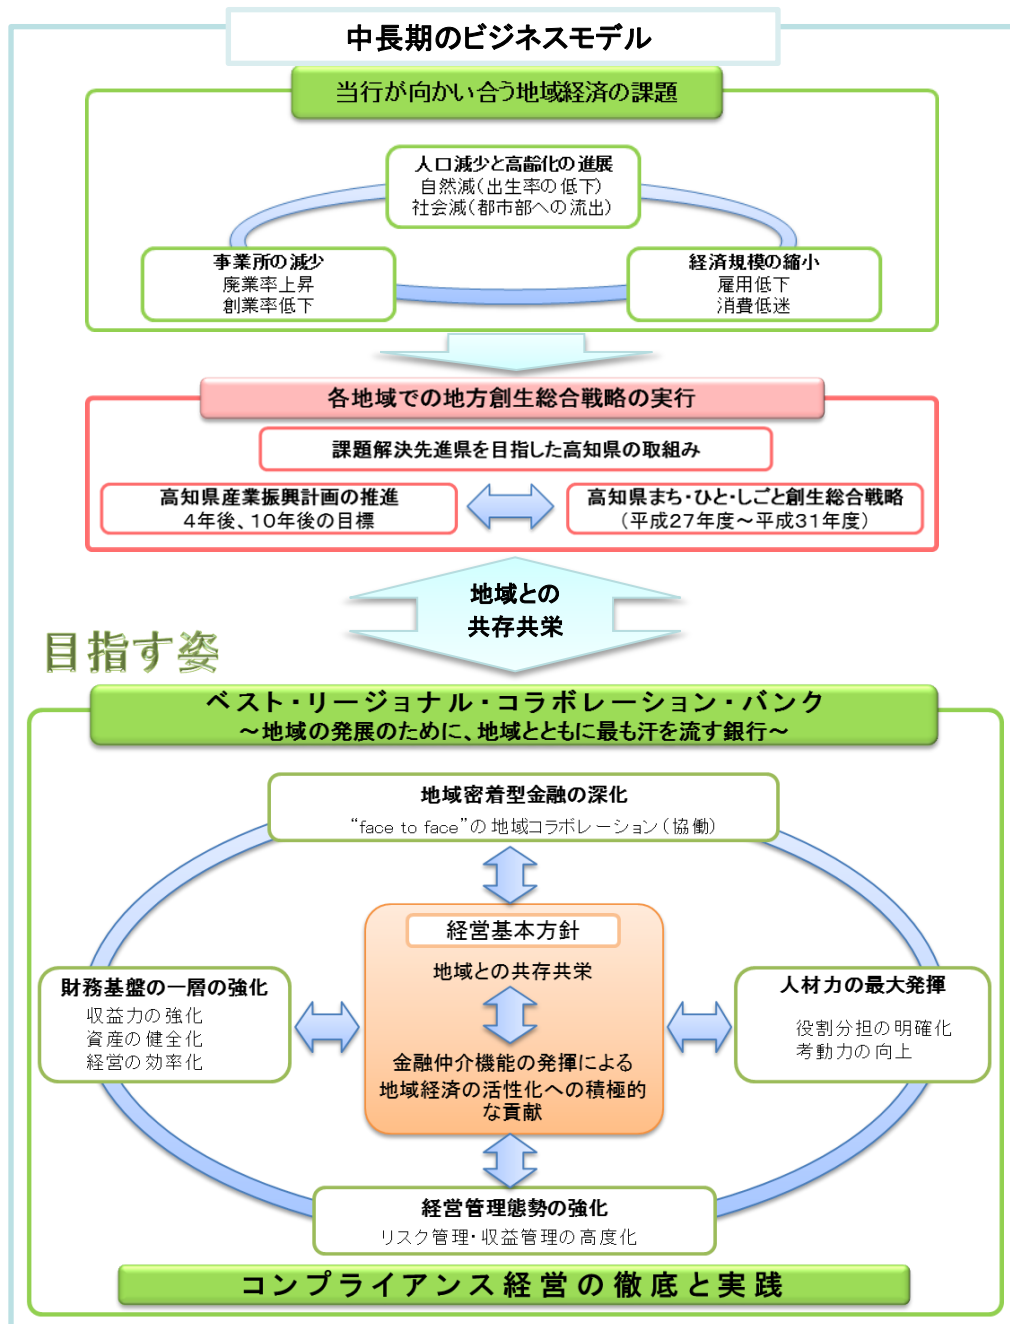 中長期のビジネスモデル
当行が向かい合う地域経済の課題
人口減少と高齢化の進展
自然減（出生率の低下）
社会減（都市部への流出）
事業所の減少
廃業率上昇
創業率低下
経済規模の縮小
雇用低下
消費低迷
各地域での地方創生総合戦略の実行
課題解決先進県を目指した高知県の取組み
高知県産業振興計画の推進
4年後、10年後の目標
高知県まち・ひと・しごと創生総合戦略
（平成27年度～平成31年度）
地域との
共存共栄
目指す姿
ベスト・リージョナル・コラボレーション・バンク
～地域の発展のために、地域とともに最も汗を流す銀行～
地域密着型金融の深化
“face to face”の地域コラボレーション（協働）
経営基本方針
地域との共存共栄
金融仲介機能の発揮による
地域経済の活性化への積極的
な貢献
財務基盤の一層の強化
収益力の強化
資産の健全化
経営の効率化
人材力の最大発揮
役割分担の明確化
考動力の向上
経営管理態勢の強化
リスク管理・収益管理の高度化
コンプライアンス経営の徹底と実践